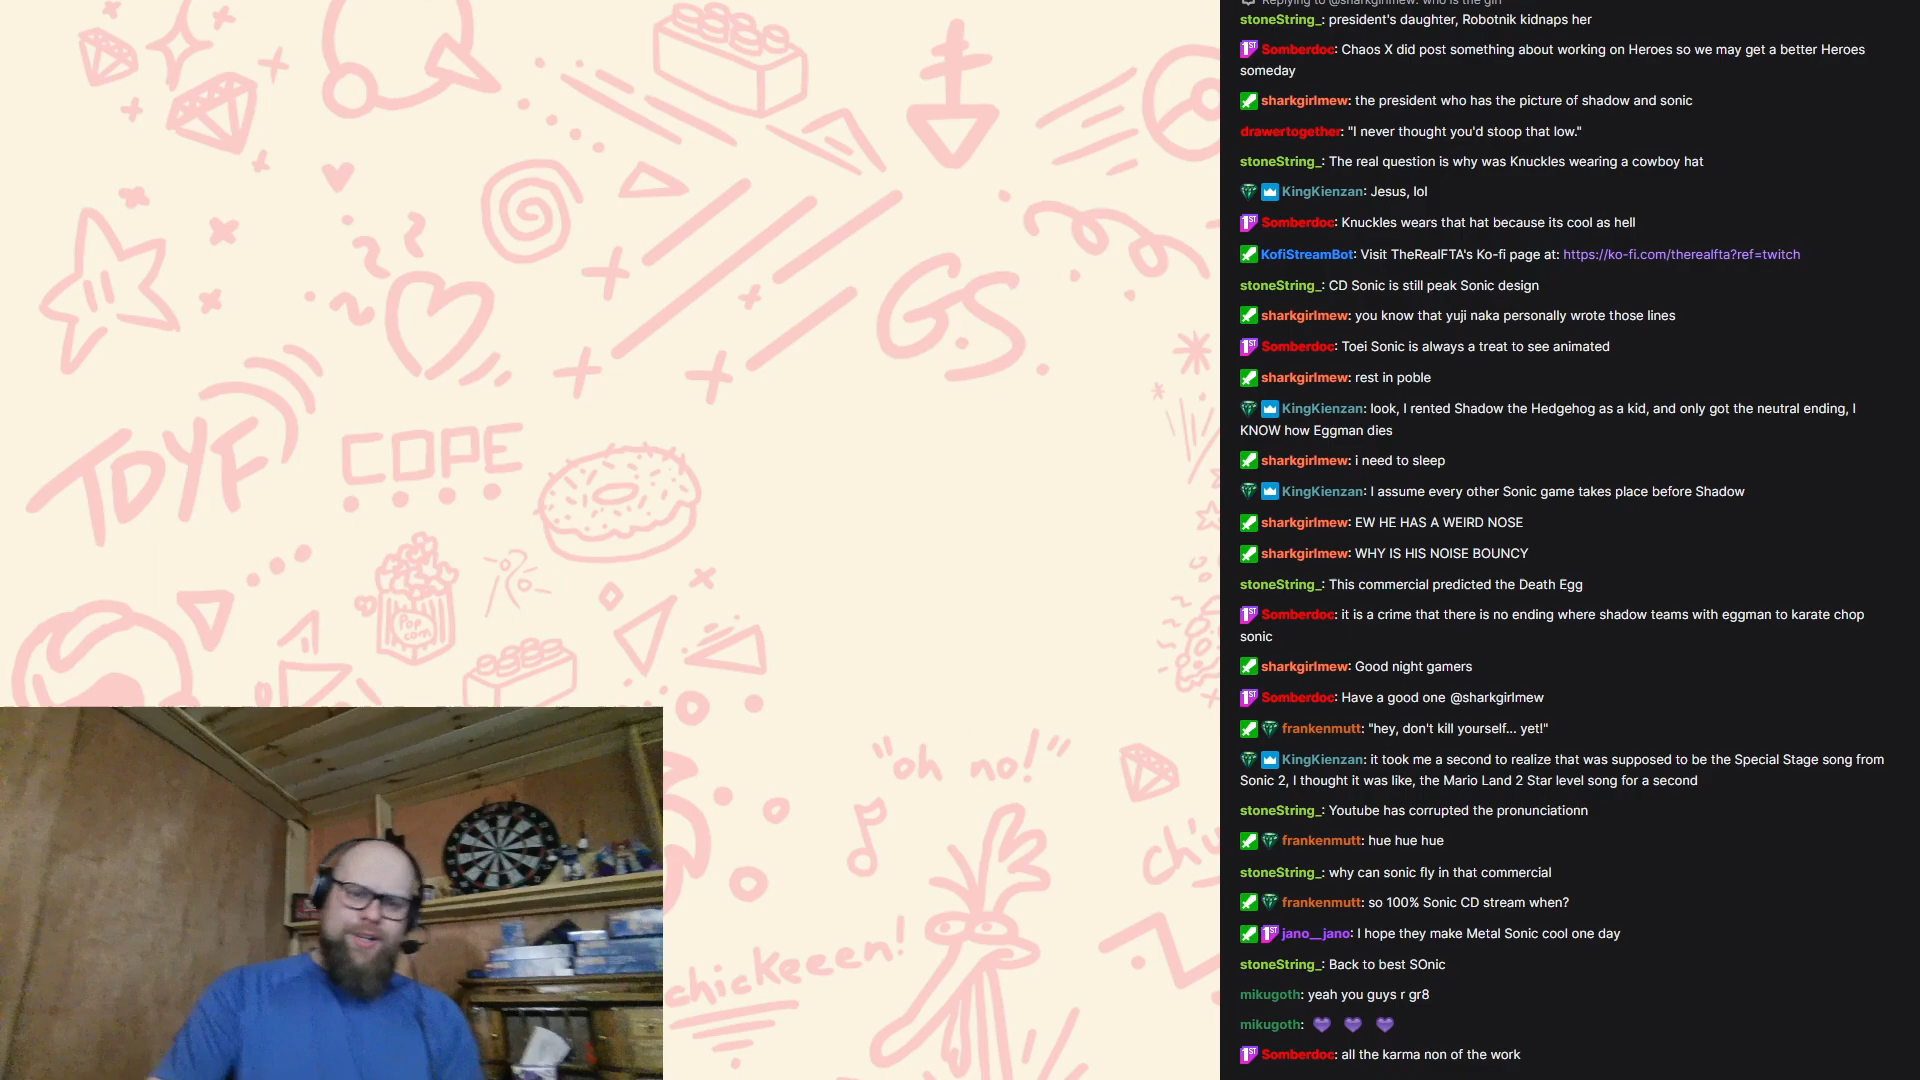 Replying to @sharkgirlmew: who is the girl
stoneString_: president's daughter, Robotnik kidnaps her
Somberdoc: Chaos X did post something about working on Heroes so we may get a better Heroes
someday
sharkgirlmew: the president who has the picture of shadow and sonic
drawertogether: "I never thought you'd stoop that low."
stoneString_: The real question is why was Knuckles wearing a cowboy hat
KingKienzan: Jesus, lol
Somberdoc: Knuckles wears that hat because its cool as hell
KofiStreamBot: Visit TheRealFTA's Ko-fi page at: https://ko-fi.com/therealfta?ref=twitch
stoneString_: CD Sonic is still peak Sonic design
sharkgirlmew: you know that yuji naka personally wrote those lines
Somberdoc: Toei Sonic is always a treat to see animated
sharkgirlmew: rest in poble
KingKienzan: look, I rented Shadow the Hedgehog as a kid, and only got the neutral ending, I
KNOW how Eggman dies
sharkgirlmew: i need to sleep
KingKienzan: I assume every other Sonic game takes place before Shadow
sharkgirlmew: EW HE HAS A WEIRD NOSE
sharkgirlmew: WHY IS HIS NOISE BOUNCY
stoneString_: This commercial predicted the Death Egg
Somberdoc: it is a crime that there is no ending where shadow teams with eggman to karate chop
sonic
sharkgirlmew: Good night gamers
Somberdoc: Have a good one @sharkgirlmew
frankenmutt: "hey, don't kill yourself... yet!"
KingKienzan: it took me a second to realize that was supposed to be the Special Stage song from
Sonic 2, I thought it was like, the Mario Land 2 Star level song for a second
stoneString_: Youtube has corrupted the pronunciationn
frankenmutt: hue hue hue
stoneString_: why can sonic fly in that commercial
frankenmutt: so 100% Sonic CD stream when?
jano__jano: I hope they make Metal Sonic cool one day
stoneString_: Back to best SOnic
mikugoth: yeah you guys r gr8
mikugoth:
Somberdoc: all the karma non of the work
G.S.
TDYF
COPE
Pop
corn
"oh no!"
chickeeen!